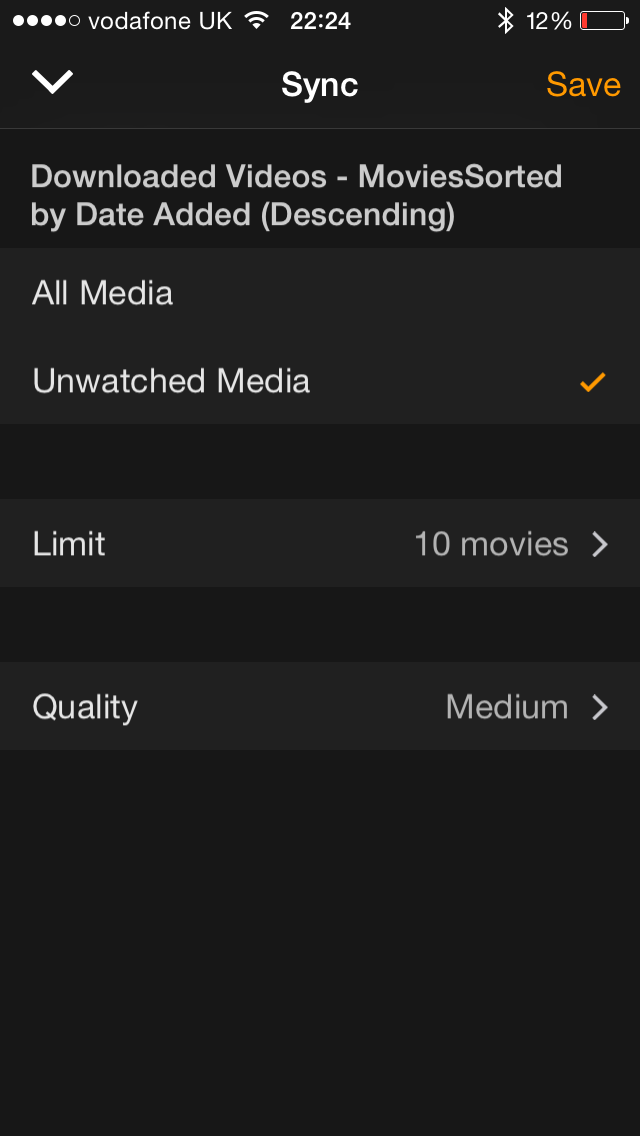 vodafone UK 22:24 12%
Sync Save
Downloaded Videos - MoviesSorted
by Date Added (Descending)
All Media
Unwatched Media
Limit 10 movies
Quality Medium